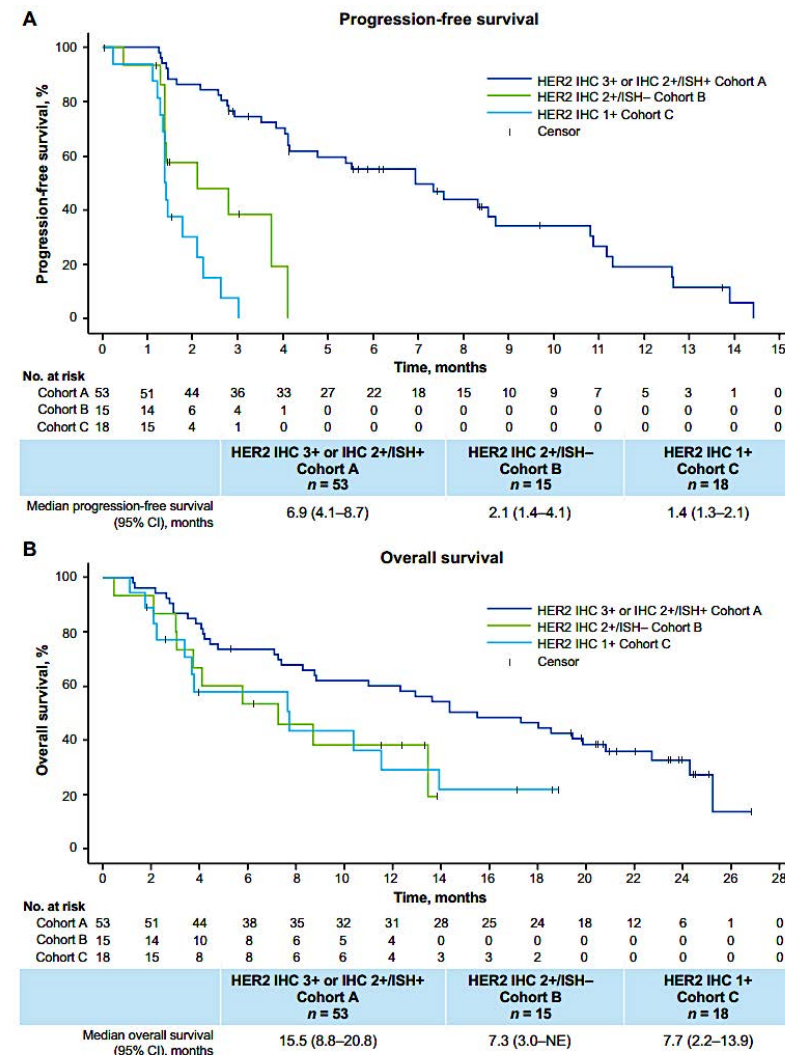 A
Progression-free survival
HER2 IHC 3+ or IHC 2+/ISH+ Cohort A
HER2 IHC 2+/ISH– Cohort B
HER2 IHC 1+ Cohort C
Censor
Progression-free survival, %
100
80
60
40
20
0
0 1 2 3 4 5 6 7 8 9 10 11 12 13 14 15
Time, months
No. at risk
Cohort A 53 51 44 36 33 27 22 18 15 10 9 7 5 3 1 0
Cohort B 15 14 6 4 1 0 0 0 0 0 0 0 0 0 0 0
Cohort C 18 15 4 1 0 0 0 0 0 0 0 0 0 0 0 0
HER2 IHC 3+ or IHC 2+/ISH+ HER2 IHC 2+/ISH– HER2 IHC 1+
Cohort A Cohort B Cohort C
n = 53 n = 15 n = 18
Median progression-free survival
(95% CI), months 6.9 (4.1–8.7) 2.1 (1.4–4.1) 1.4 (1.3–2.1)
B
Overall survival
HER2 IHC 3+ or IHC 2+/ISH+ Cohort A
HER2 IHC 2+/ISH– Cohort B
HER2 IHC 1+ Cohort C
Censor
Overall survival, %
100
80
60
40
20
0
0 2 4 6 8 10 12 14 16 18 20 22 24 26 28
Time, months
No. at risk
Cohort A 53 51 44 38 35 32 31 28 25 24 18 12 6 1 0
Cohort B 15 14 10 8 6 5 4 0 0 0 0 0 0 0 0
Cohort C 18 15 8 8 6 6 4 3 3 2 0 0 0 0 0
HER2 IHC 3+ or IHC 2+/ISH+ HER2 IHC 2+/ISH– HER2 IHC 1+
Cohort A Cohort B Cohort C
n = 53 n = 15 n = 18
Median overall survival
(95% CI), months 15.5 (8.8–20.8) 7.3 (3.0–NE) 7.7 (2.2–13.9)